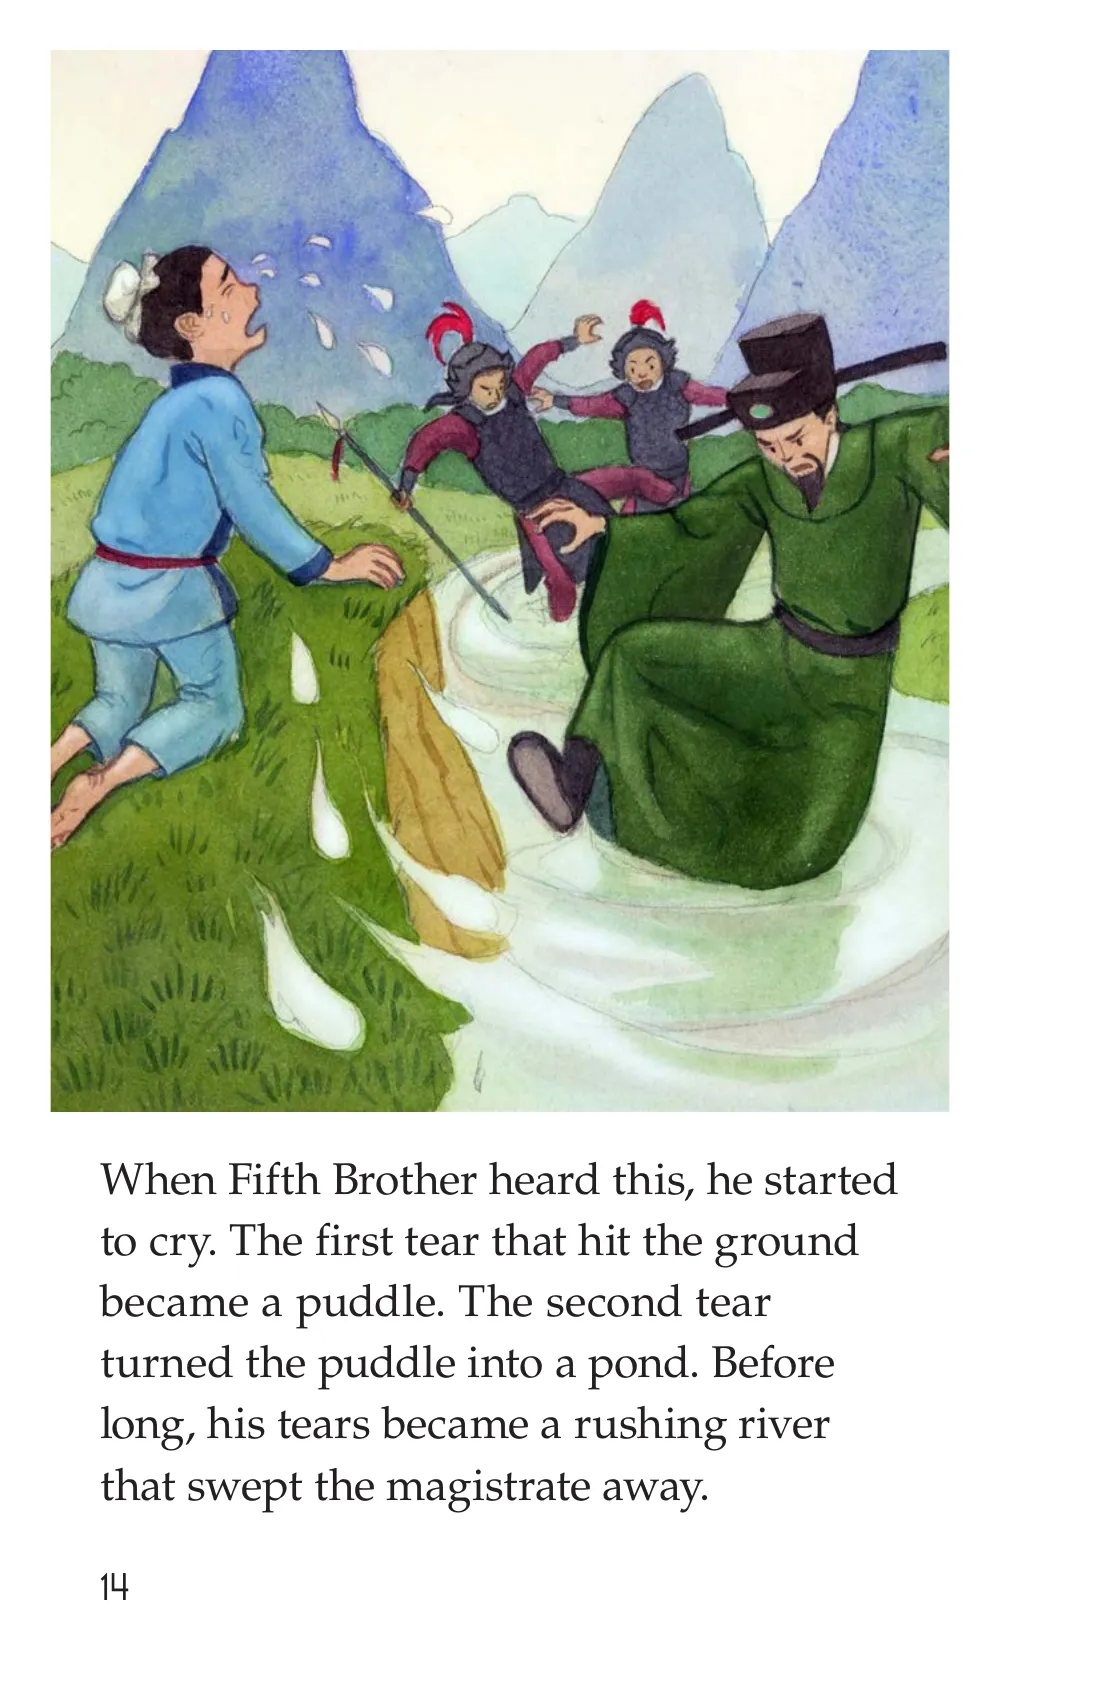 When Fifth Brother heard this, he started
to cry. The first tear that hit the ground
became a puddle. The second tear
turned the puddle into a pond. Before
long, his tears became a rushing river
that swept the magistrate away.
14